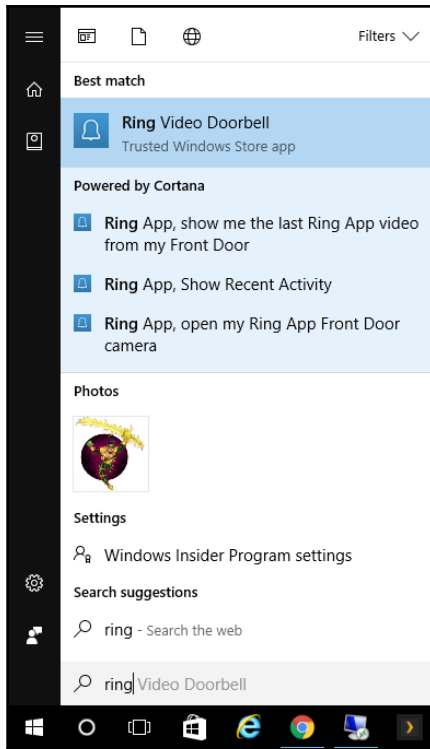 Filters
Best match
Ring Video Doorbell
Trusted Windows Store app
Powered by Cortana
Ring App, show me the last Ring App video
from my Front Door
Ring App, Show Recent Activity
Ring App, open my Ring App Front Door
camera
Photos
Settings
Windows Insider Program settings
Search suggestions
ring - Search the web
ring Video Doorbell